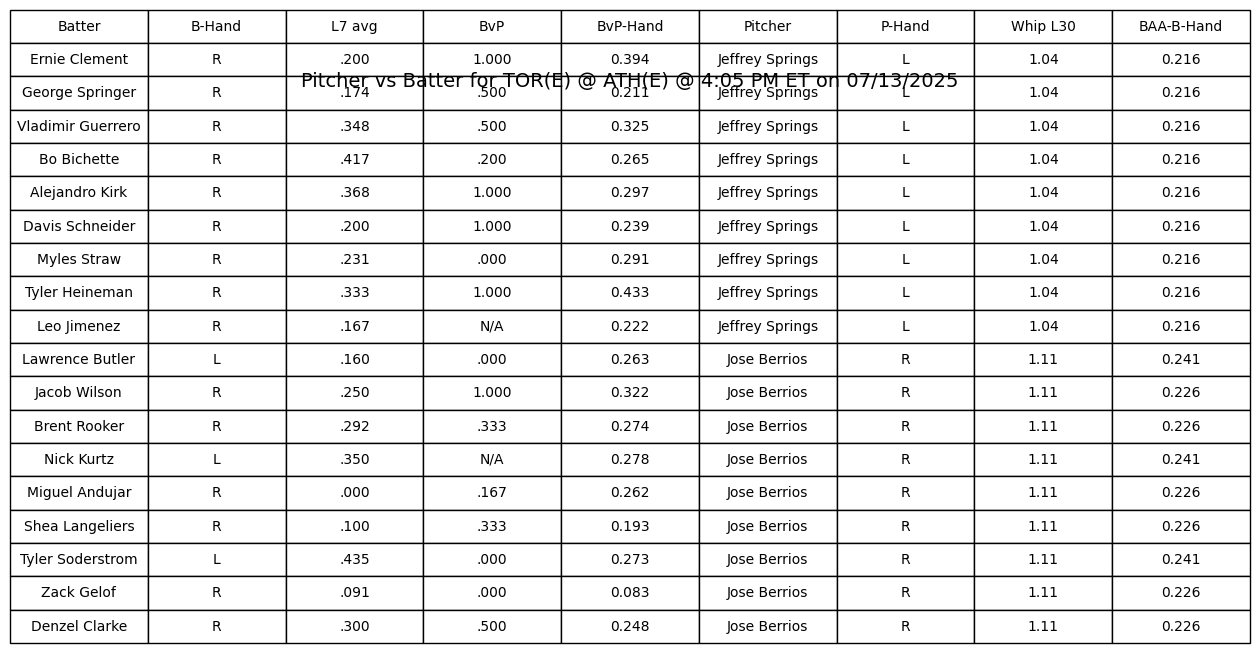 Batter B-Hand L7 avg BvP BvP-Hand Pitcher P-Hand Whip L30 BAA-B-Hand
Ernie Clement R .200 1.000 0.394 Jeffrey Springs L 1.04 0.216
Pitcher vs Batter for TOR(E) @ ATH(E) @ 4:05 PM ET on 07/13/2025
George Springer R .174 .500 0.211 Jeffrey Springs L 1.04 0.216
Vladimir Guerrero R .348 .500 0.325 Jeffrey Springs L 1.04 0.216
Bo Bichette R .417 .200 0.265 Jeffrey Springs L 1.04 0.216
Alejandro Kirk R .368 1.000 0.297 Jeffrey Springs L 1.04 0.216
Davis Schneider R .200 1.000 0.239 Jeffrey Springs L 1.04 0.216
Myles Straw R .231 .000 0.291 Jeffrey Springs L 1.04 0.216
Tyler Heineman R .333 1.000 0.433 Jeffrey Springs L 1.04 0.216
Leo Jimenez R .167 N/A 0.222 Jeffrey Springs L 1.04 0.216
Lawrence Butler L .160 .000 0.263 Jose Berrios R 1.11 0.241
Jacob Wilson R .250 1.000 0.322 Jose Berrios R 1.11 0.226
Brent Rooker R .292 .333 0.274 Jose Berrios R 1.11 0.226
Nick Kurtz L .350 N/A 0.278 Jose Berrios R 1.11 0.241
Miguel Andujar R .000 .167 0.262 Jose Berrios R 1.11 0.226
Shea Langeliers R .100 .333 0.193 Jose Berrios R 1.11 0.226
Tyler Soderstrom L .435 .000 0.273 Jose Berrios R 1.11 0.241
Zack Gelof R .091 .000 0.083 Jose Berrios R 1.11 0.226
Denzel Clarke R .300 .500 0.248 Jose Berrios R 1.11 0.226